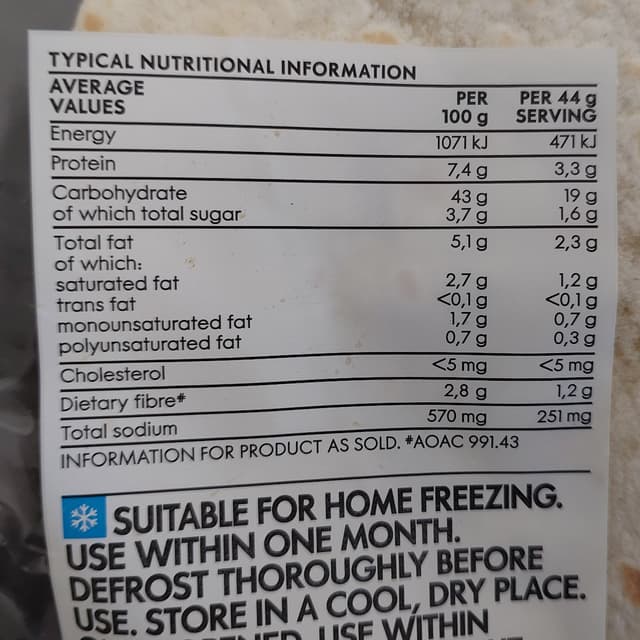 TYPICAL NUTRITIONAL INFORMATION
AVERAGE VALUES PER 100 g PER 44 g SERVING
Energy 1071 kJ 471 kJ
Protein 7,4 g 3,3 g
Carbohydrate 43 g 19 g
of which total sugar 3,7 g 1,6 g
Total fat 5,1 g 2,3 g
of which:
saturated fat 2,7 g 1,2 g
trans fat <0,1 g <0,1 g
monounsaturated fat 1,7 g 0,7 g
polyunsaturated fat 0,7 g 0,3 g
Cholesterol <5 mg <5 mg
Dietary fibre# 2,8 g 1,2 g
Total sodium 570 mg 251 mg
INFORMATION FOR PRODUCT AS SOLD. #AOAC 991.43
SUITABLE FOR HOME FREEZING.
USE WITHIN ONE MONTH.
DEFROST THOROUGHLY BEFORE
USE. STORE IN A COOL, DRY PLACE.
USE WITHIN